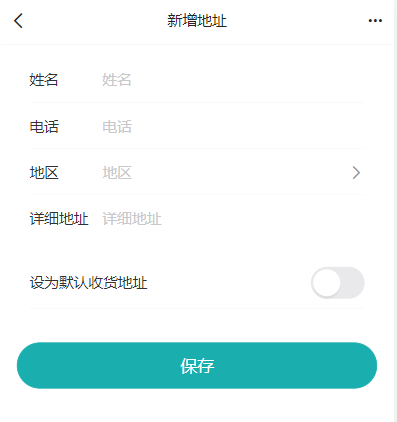 新增地址
姓名 姓名
电话 电话
地区 地区
详细地址 详细地址
设为默认收货地址
保存